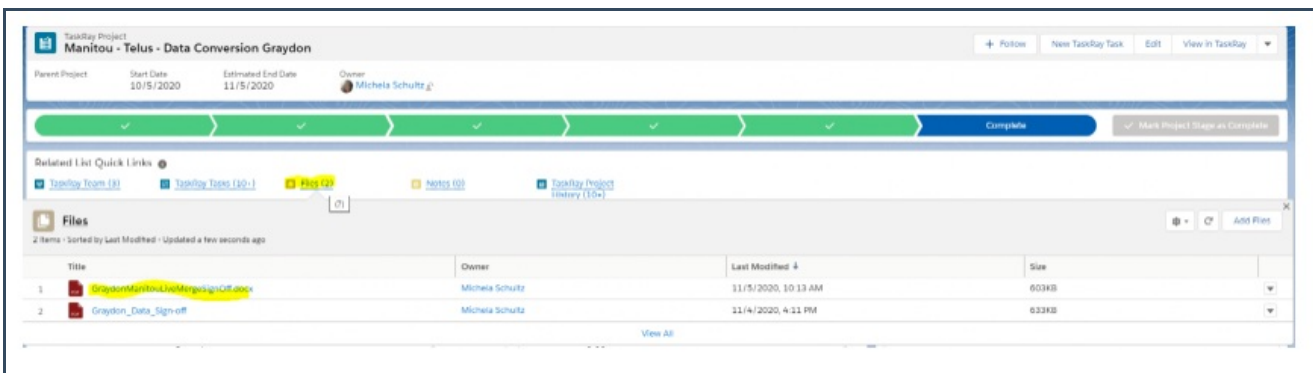 TaskRay Project
Manitou - Telus - Data Conversion Graydon
+ Follow New TaskRay Task Edit View in TaskRay
Parent Project Start Date Estimated End Date Owner
10/5/2020 11/5/2020 Michela Schultz
Complete Mark Project Stage as Complete
Related List Quick Links
TaskRay Team (3) TaskRay Tasks (10+) Files (2) Notes (0) TaskRay Project
History (10+)
Files
Add Files
2 items • Sorted by Last Modified • Updated a few seconds ago
Title Owner Last Modified Size
1 GraydonManitouLiveMergeSignOff.docx Michela Schultz 11/5/2020, 10:13 AM 603KB
2 Graydon_Data_Sign-off Michela Schultz 11/4/2020, 4:11 PM 633KB
View All